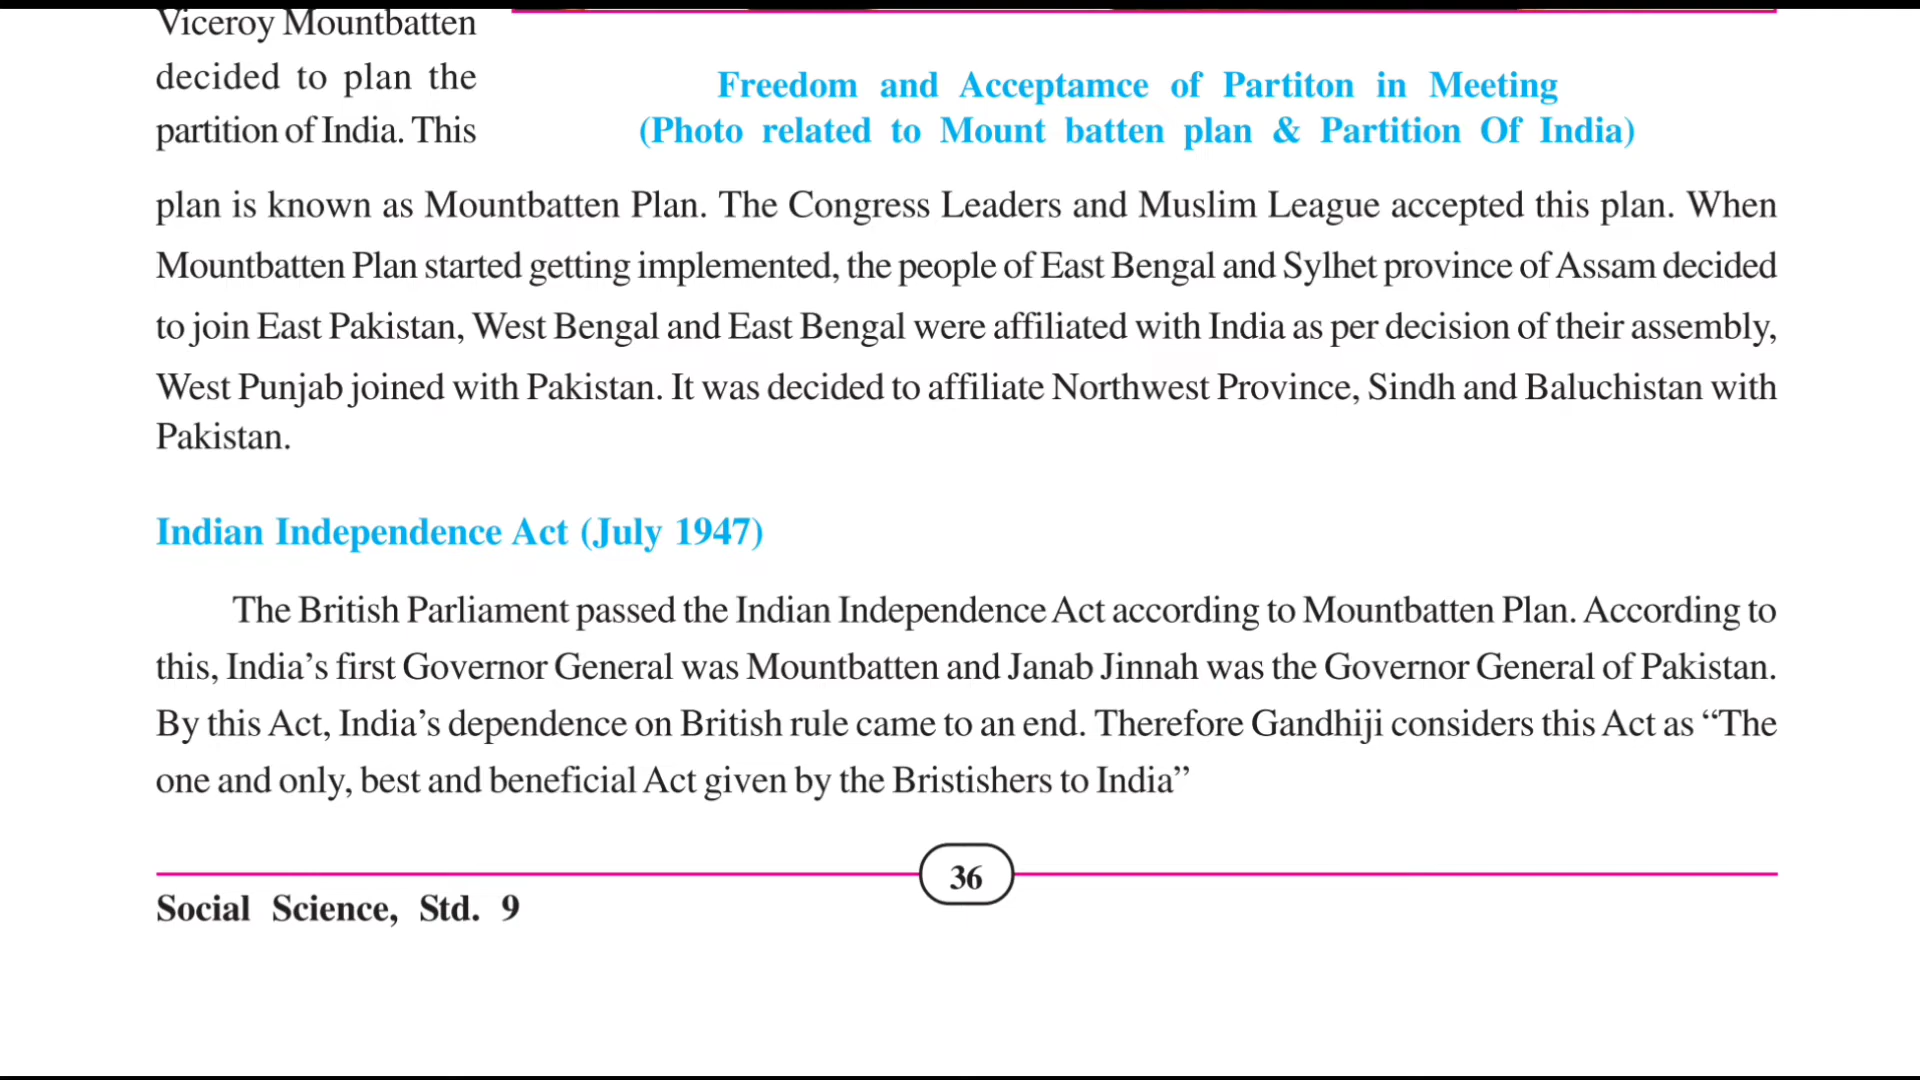 Viceroy Mountbatten
decided to plan the
partition of India. This
Freedom and Acceptamce of Partiton in Meeting
(Photo related to Mount batten plan & Partition Of India)
plan is known as Mountbatten Plan. The Congress Leaders and Muslim League accepted this plan. When
Mountbatten Plan started getting implemented, the people of East Bengal and Sylhet province of Assam decided
to join East Pakistan, West Bengal and East Bengal were affiliated with India as per decision of their assembly,
West Punjab joined with Pakistan. It was decided to affiliate Northwest Province, Sindh and Baluchistan with
Pakistan.
Indian Independence Act (July 1947)
The British Parliament passed the Indian Independence Act according to Mountbatten Plan. According to
this, India’s first Governor General was Mountbatten and Janab Jinnah was the Governor General of Pakistan.
By this Act, India’s dependence on British rule came to an end. Therefore Gandhiji considers this Act as “The
one and only, best and beneficial Act given by the Bristishers to India”
36
Social Science, Std. 9